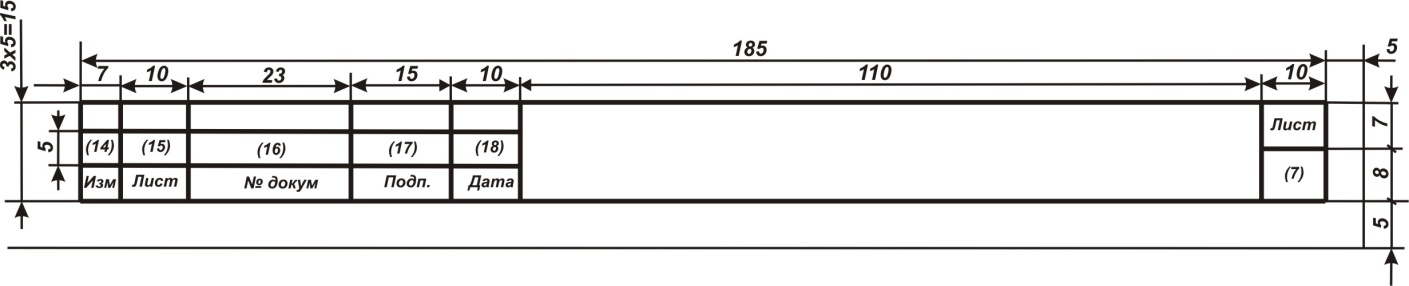 3x5=15
185
5
7 10 23 15 10 110 10
Лист 7
5 (14) (15) (16) (17) (18)
Изм Лист № докум Подп. Дата (7) 8
5